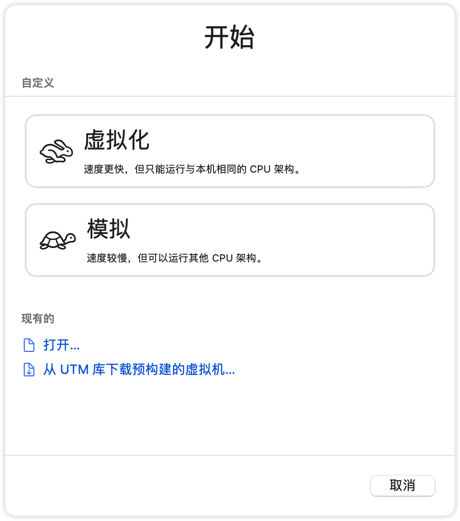 开始
自定义
虚拟化
速度更快，但只能运行与本机相同的 CPU 架构。
模拟
速度较慢，但可以运行其他 CPU 架构。
现有的
打开...
从 UTM 库下载预构建的虚拟机...
取消